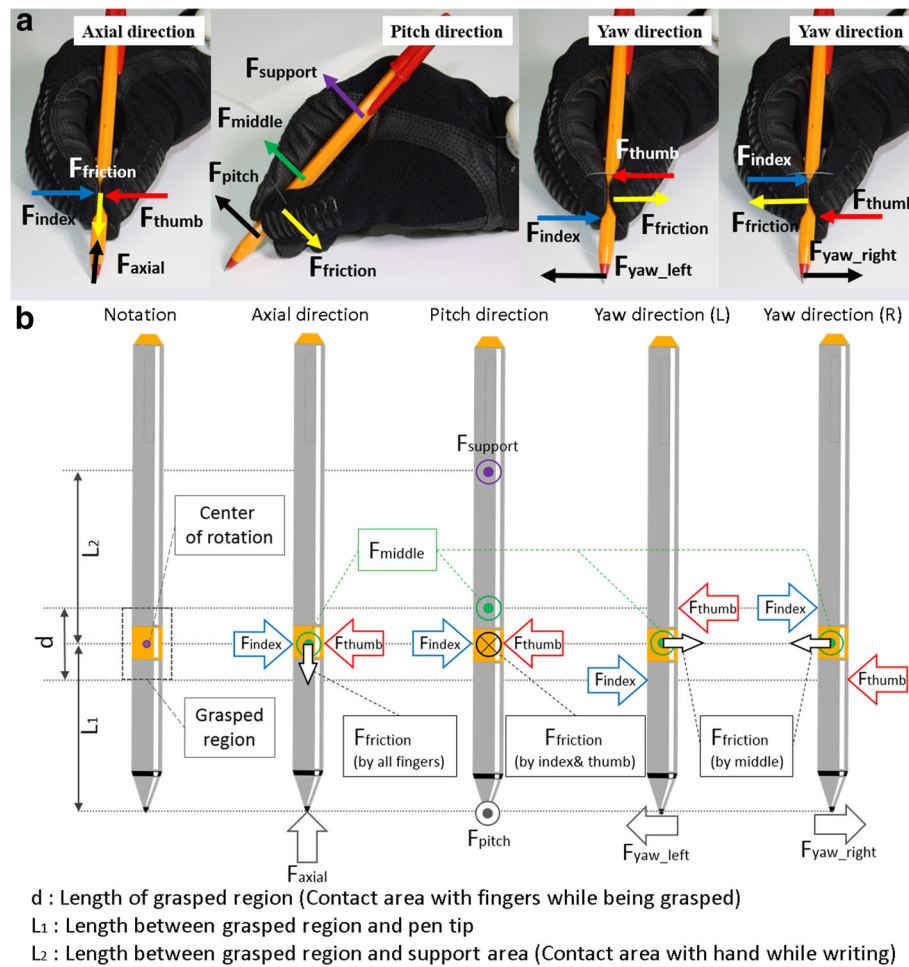 a
Axial direction
Pitch direction
Yaw direction
Yaw direction
Ffriction
Findex
Fthumb
Faxial
Fsupport
Fmiddle
Fpitch
Ffriction
Fthumb
Findex
Ffriction
Fyaw_left
Findex
Fthumb
Ffriction
Fyaw_right
b
Notation
Axial direction
Pitch direction
Yaw direction (L)
Yaw direction (R)
Fsupport
L2
Center
of rotation
Fmiddle
d
Findex
Fthumb
Findex
Fthumb
Fthumb
Findex
Findex
Fthumb
L1
Grasped
region
Ffriction
(by all fingers)
Ffriction
(by index& thumb)
Ffriction
(by middle)
Faxial
Fpitch
Fyaw_left
Fyaw_right
d : Length of grasped region (Contact area with fingers while being grasped)
L1 : Length between grasped region and pen tip
L2 : Length between grasped region and support area (Contact area with hand while writing)